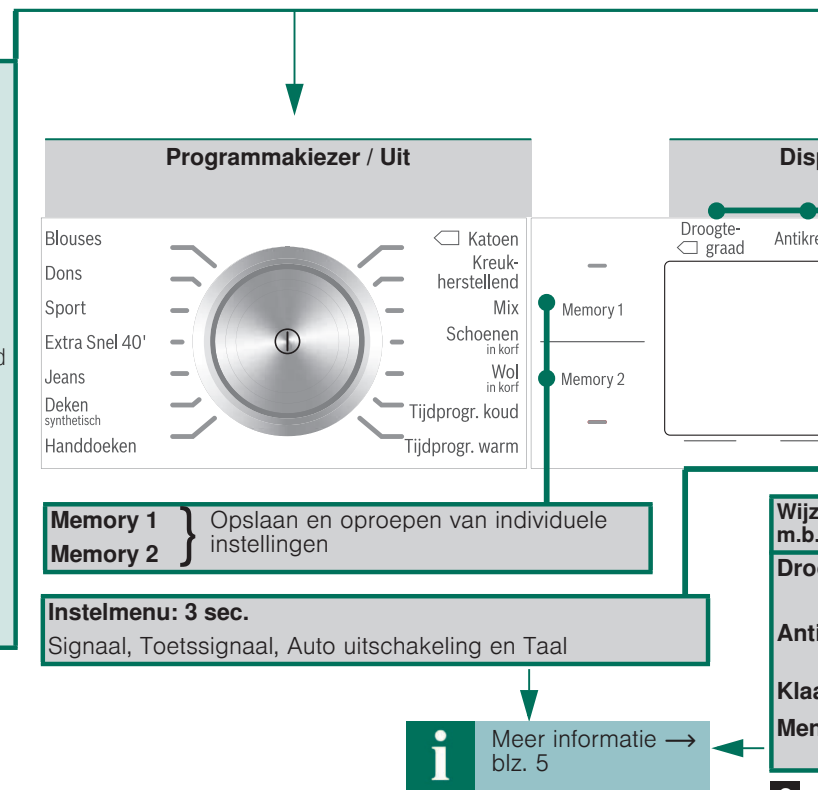 Programmakiezer / Uit
Blouses
Dons
Sport
Extra Snel 40'
Jeans
Deken
synthetisch
Handdoeken
Katoen
Kreuk-
herstellend
Mix
Schoenen
in korf
Wol
in korf
Tijdprogr. koud
Tijdprogr. warm
Memory 1
Memory 2
Droogte-
graad
Memory 1
Memory 2
Opslaan en oproepen van individuele
instellingen
Instelmenu: 3 sec.
Signaal, Toetssignaal, Auto uitschakeling en Taal
i
Meer informatie →
blz. 5
m.b.